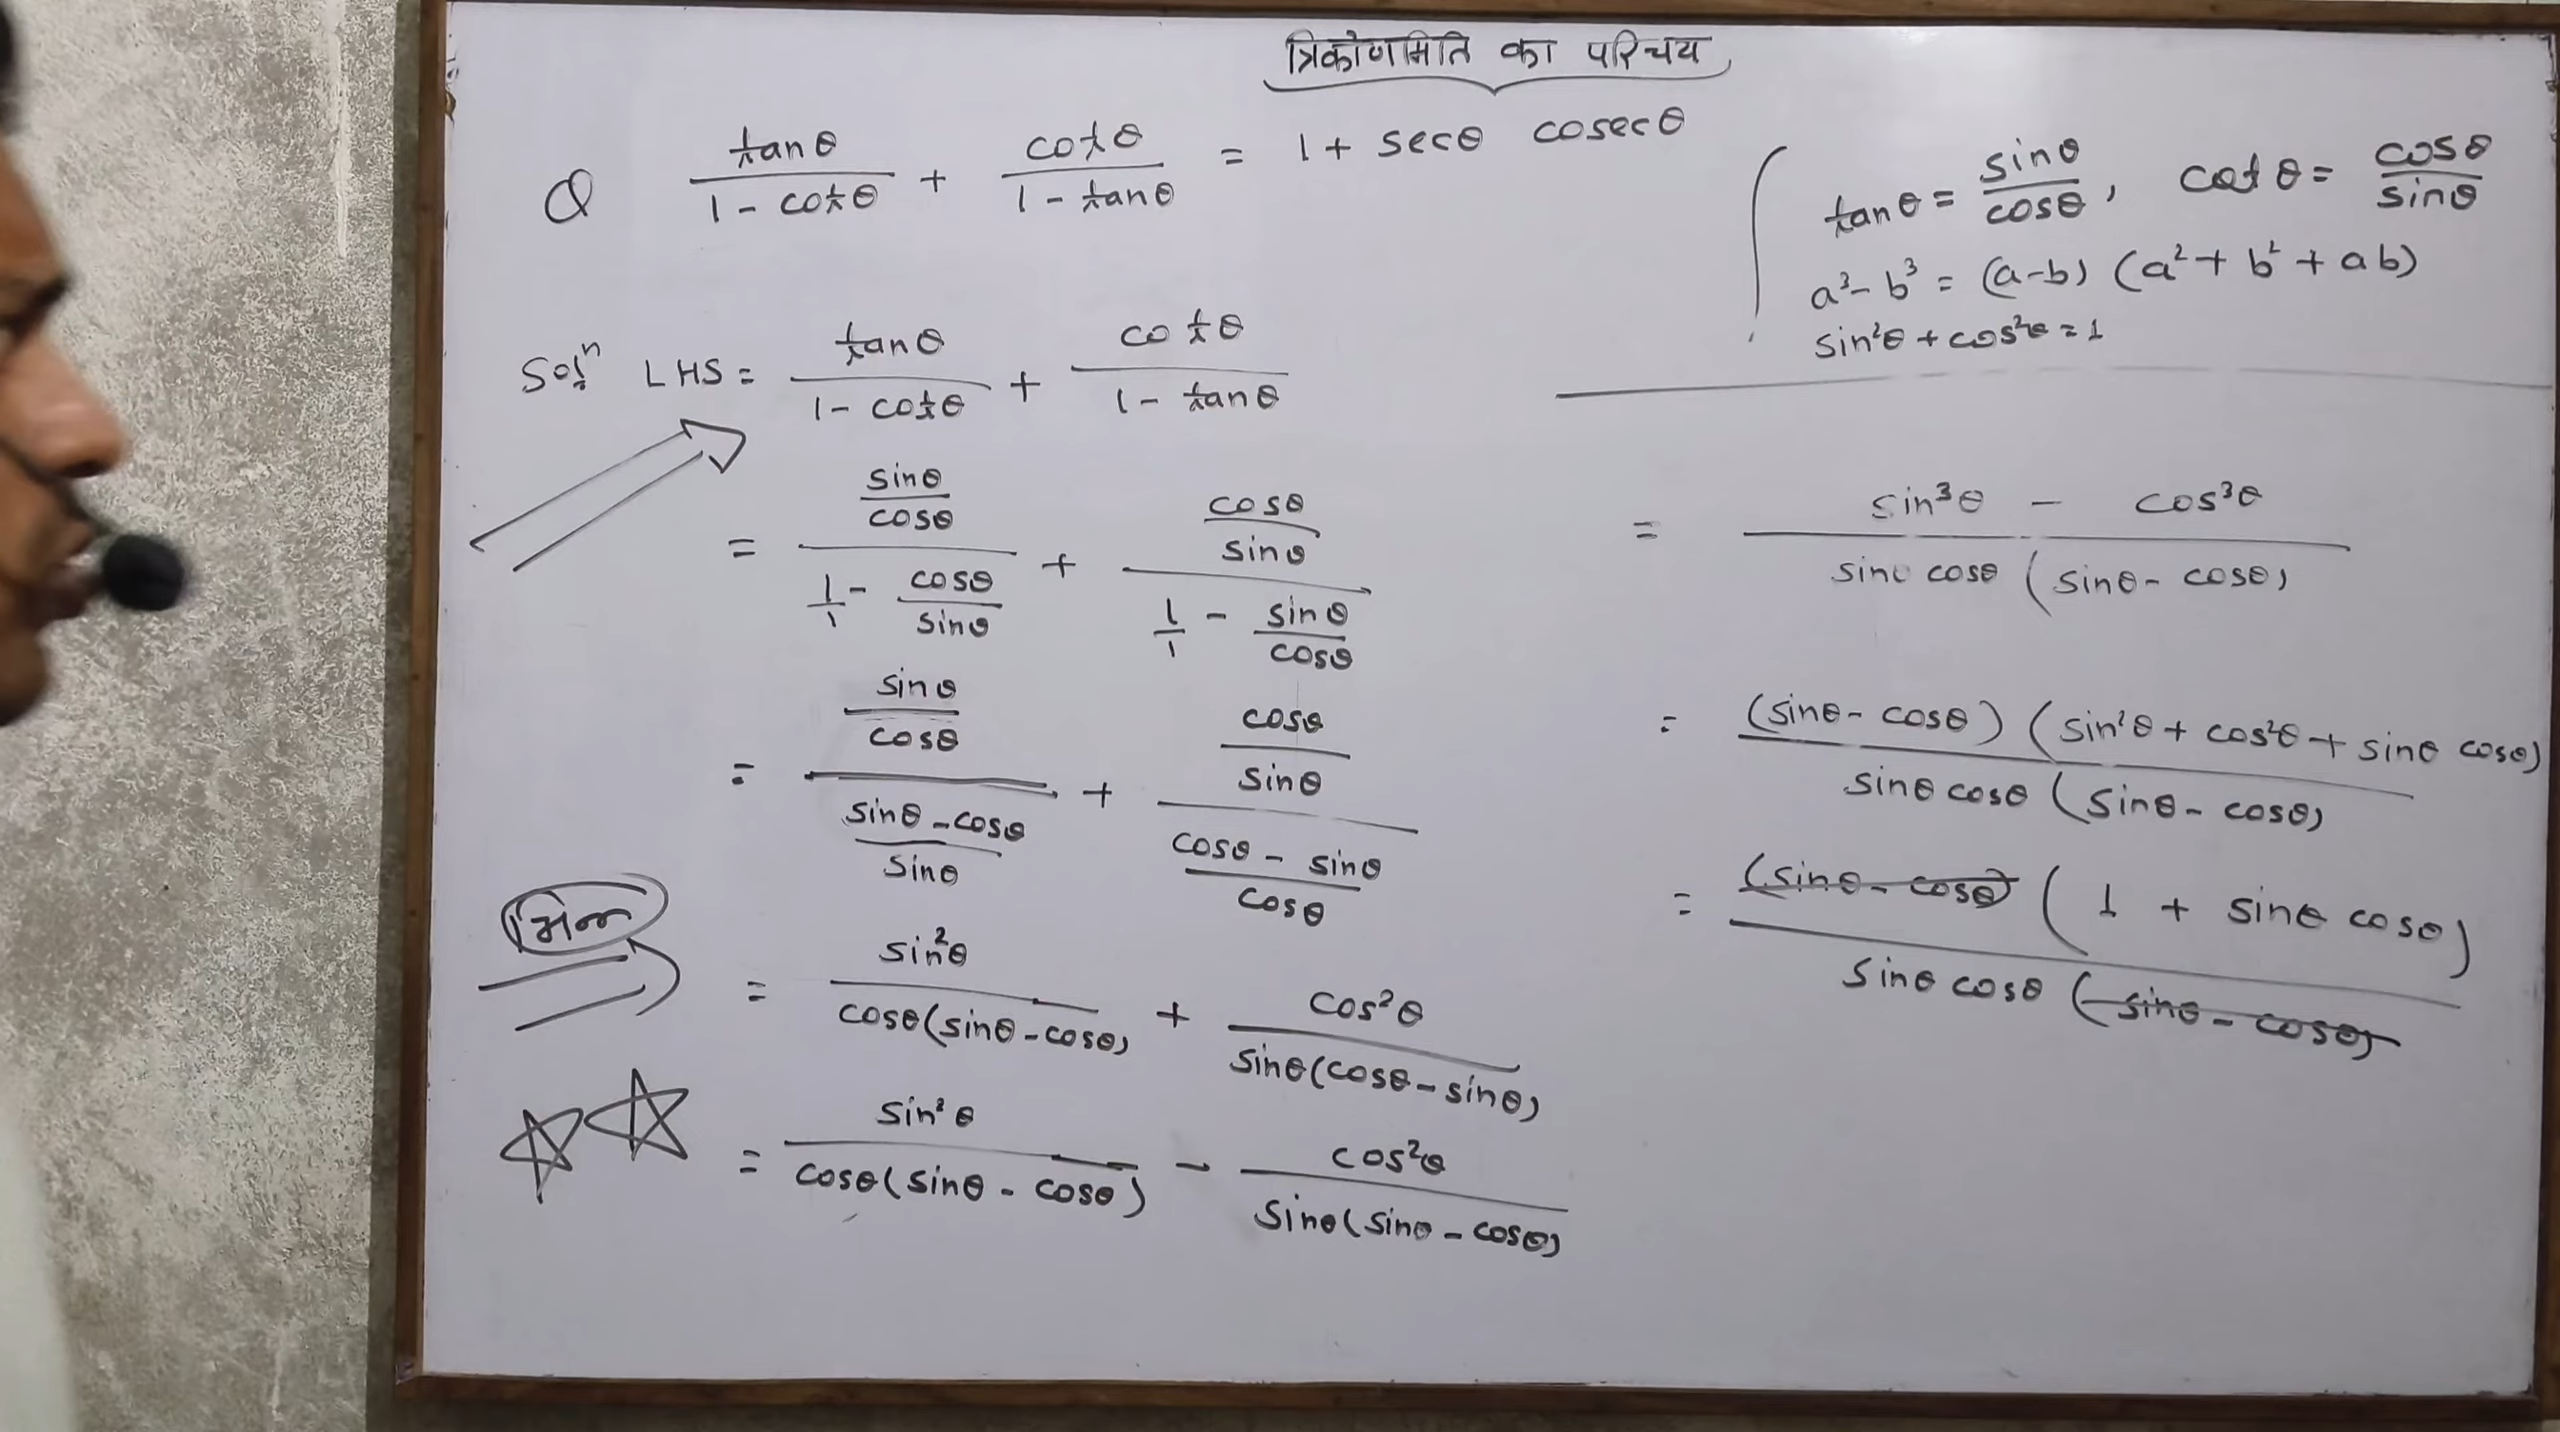 त्रिकोणमिति का परिचय
Q tanθ/(1 - cotθ) + cotθ/(1 - tanθ) = 1 + secθ cosecθ
tanθ = sinθ/cosθ, cotθ = cosθ/sinθ
a³ - b³ = (a-b) (a² + b² + ab)
sin²θ + cos²θ = 1
Solⁿ LHS = tanθ/(1 - cotθ) + cotθ/(1 - tanθ)
= (sinθ/cosθ)/(1/1 - cosθ/sinθ) + (cosθ/sinθ)/(1/1 - sinθ/cosθ)
= (sinθ/cosθ)/((sinθ - cosθ)/sinθ) + (cosθ/sinθ)/((cosθ - sinθ)/cosθ)
भिन्न
= sin²θ/(cosθ(sinθ - cosθ)) + cos²θ/(sinθ(cosθ - sinθ))
= sin²θ/(cosθ(sinθ - cosθ)) - cos²θ/(sinθ(sinθ - cosθ))
= (sin³θ - cos³θ)/(sinθ cosθ (sinθ - cosθ))
= (sinθ - cosθ) (sin²θ + cos²θ + sinθ cosθ)/(sinθ cosθ (sinθ - cosθ))
= (sinθ - cosθ) (1 + sinθ cosθ)/(sinθ cosθ (sinθ - cosθ))